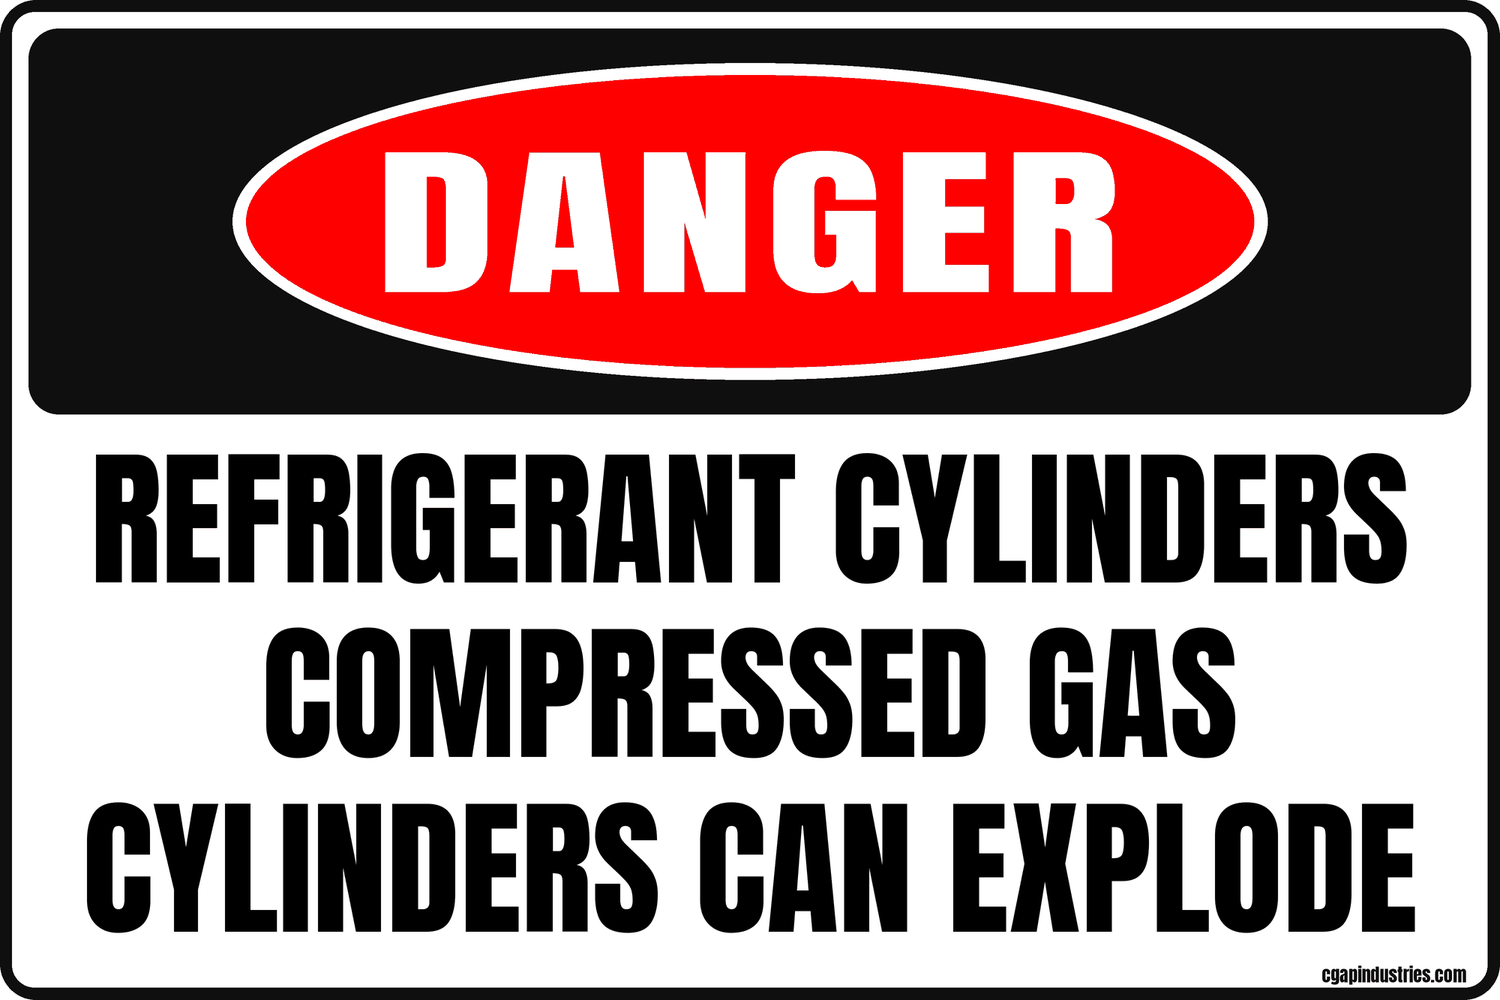 DANGER
REFRIGERANT CYLINDERS
COMPRESSED GAS
CYLINDERS CAN EXPLODE
cgapindustries.com